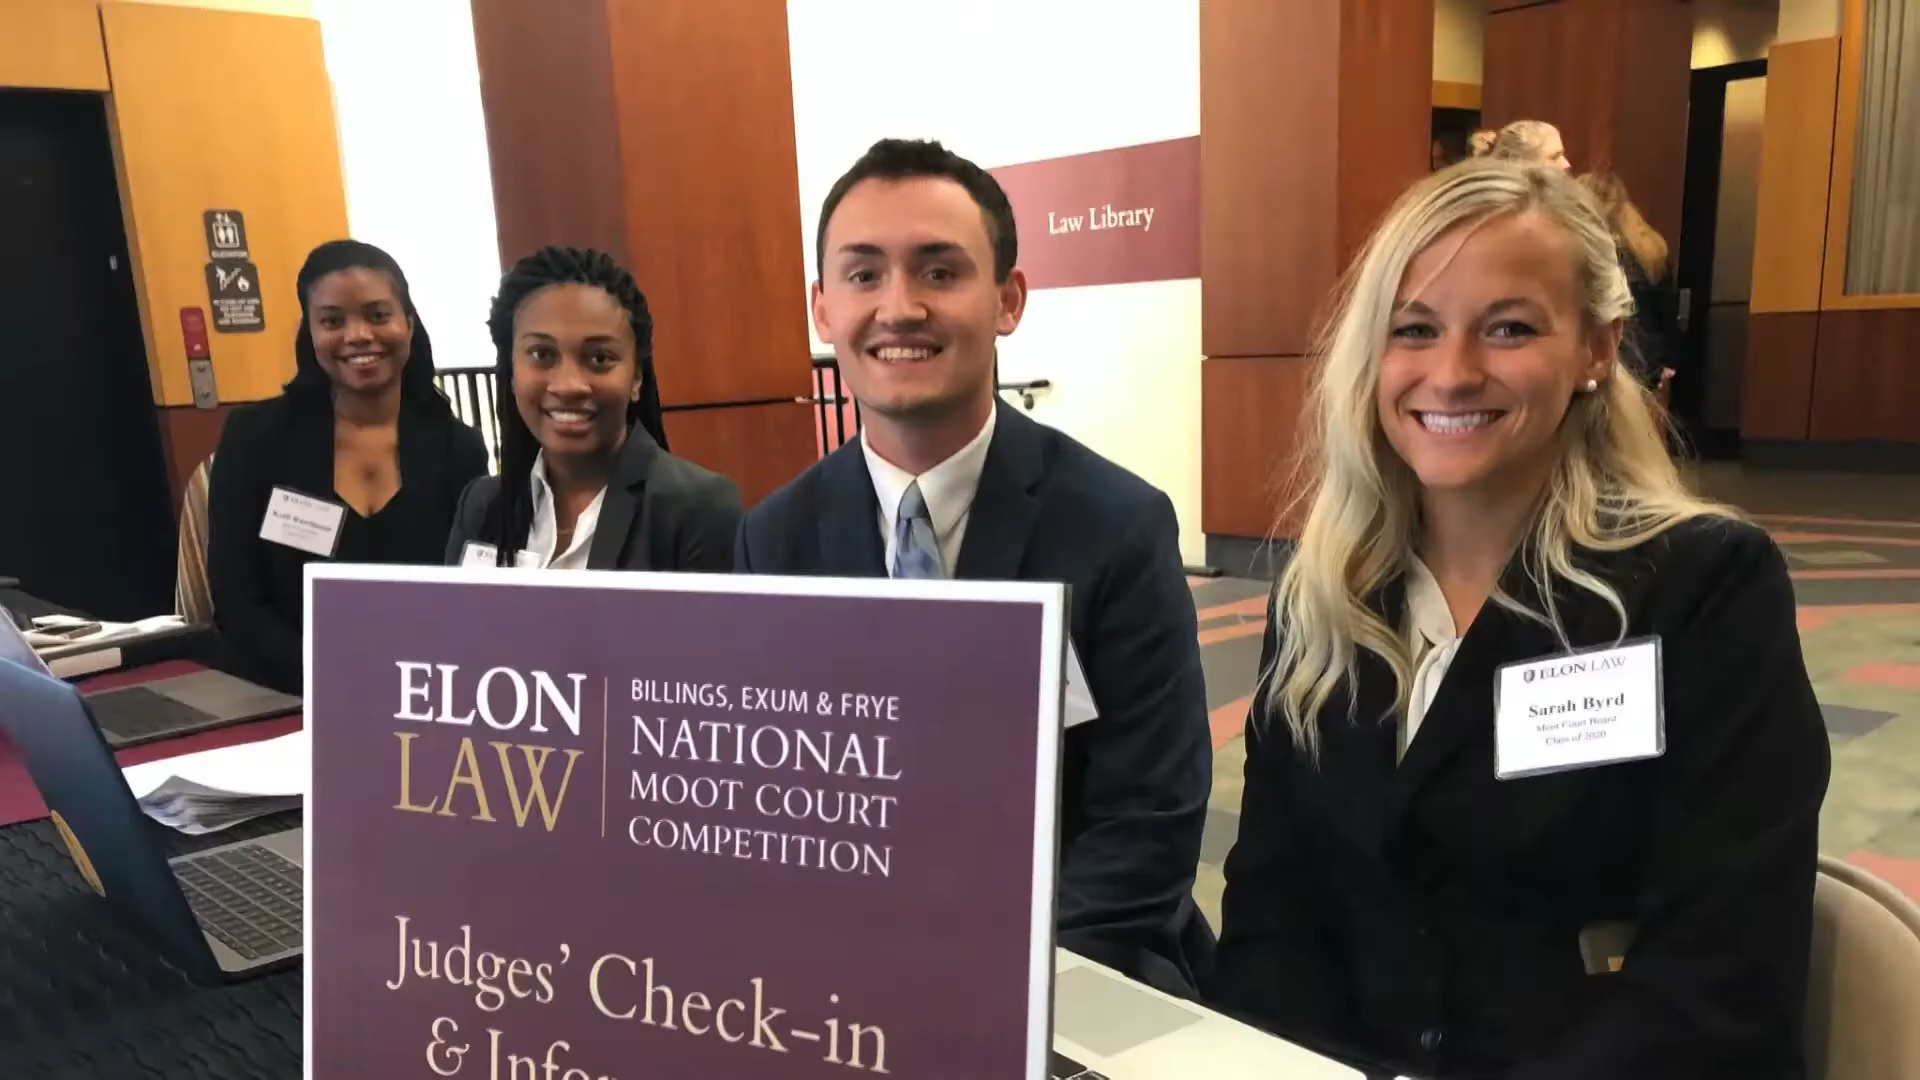 ELEVATOR
Law Library
ELON LAW
Sarah Byrd
Moot Court Board
Class of 2020
ELON
LAW
BILLINGS, EXUM & FRYE
NATIONAL
MOOT COURT
COMPETITION
Judges' Check-in
&